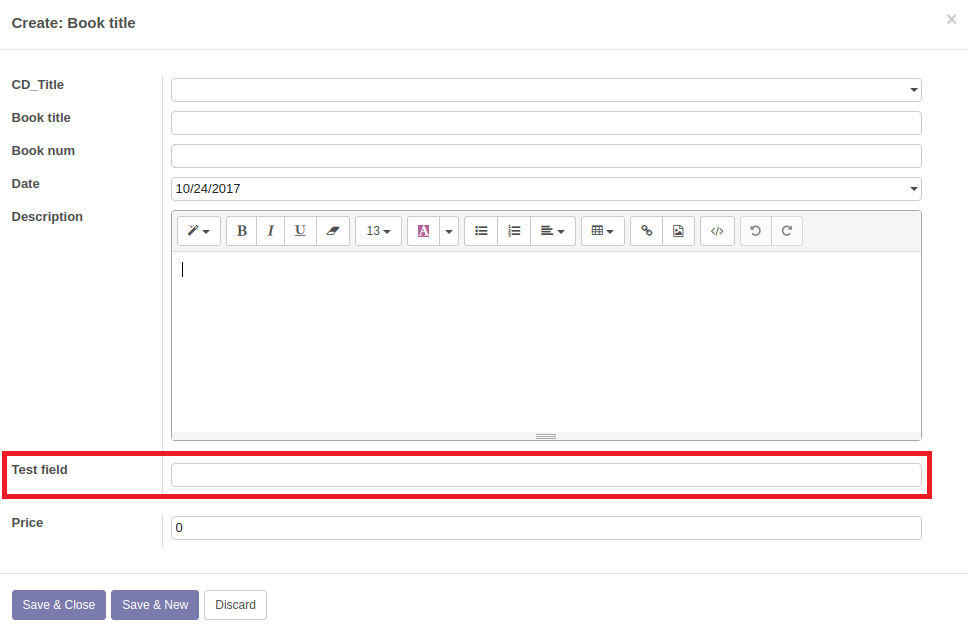 Create: Book title ×
CD_Title
Book title
Book num
Date 10/24/2017
Description
B I U 13 A
Test field
Price 0
Save & Close Save & New Discard